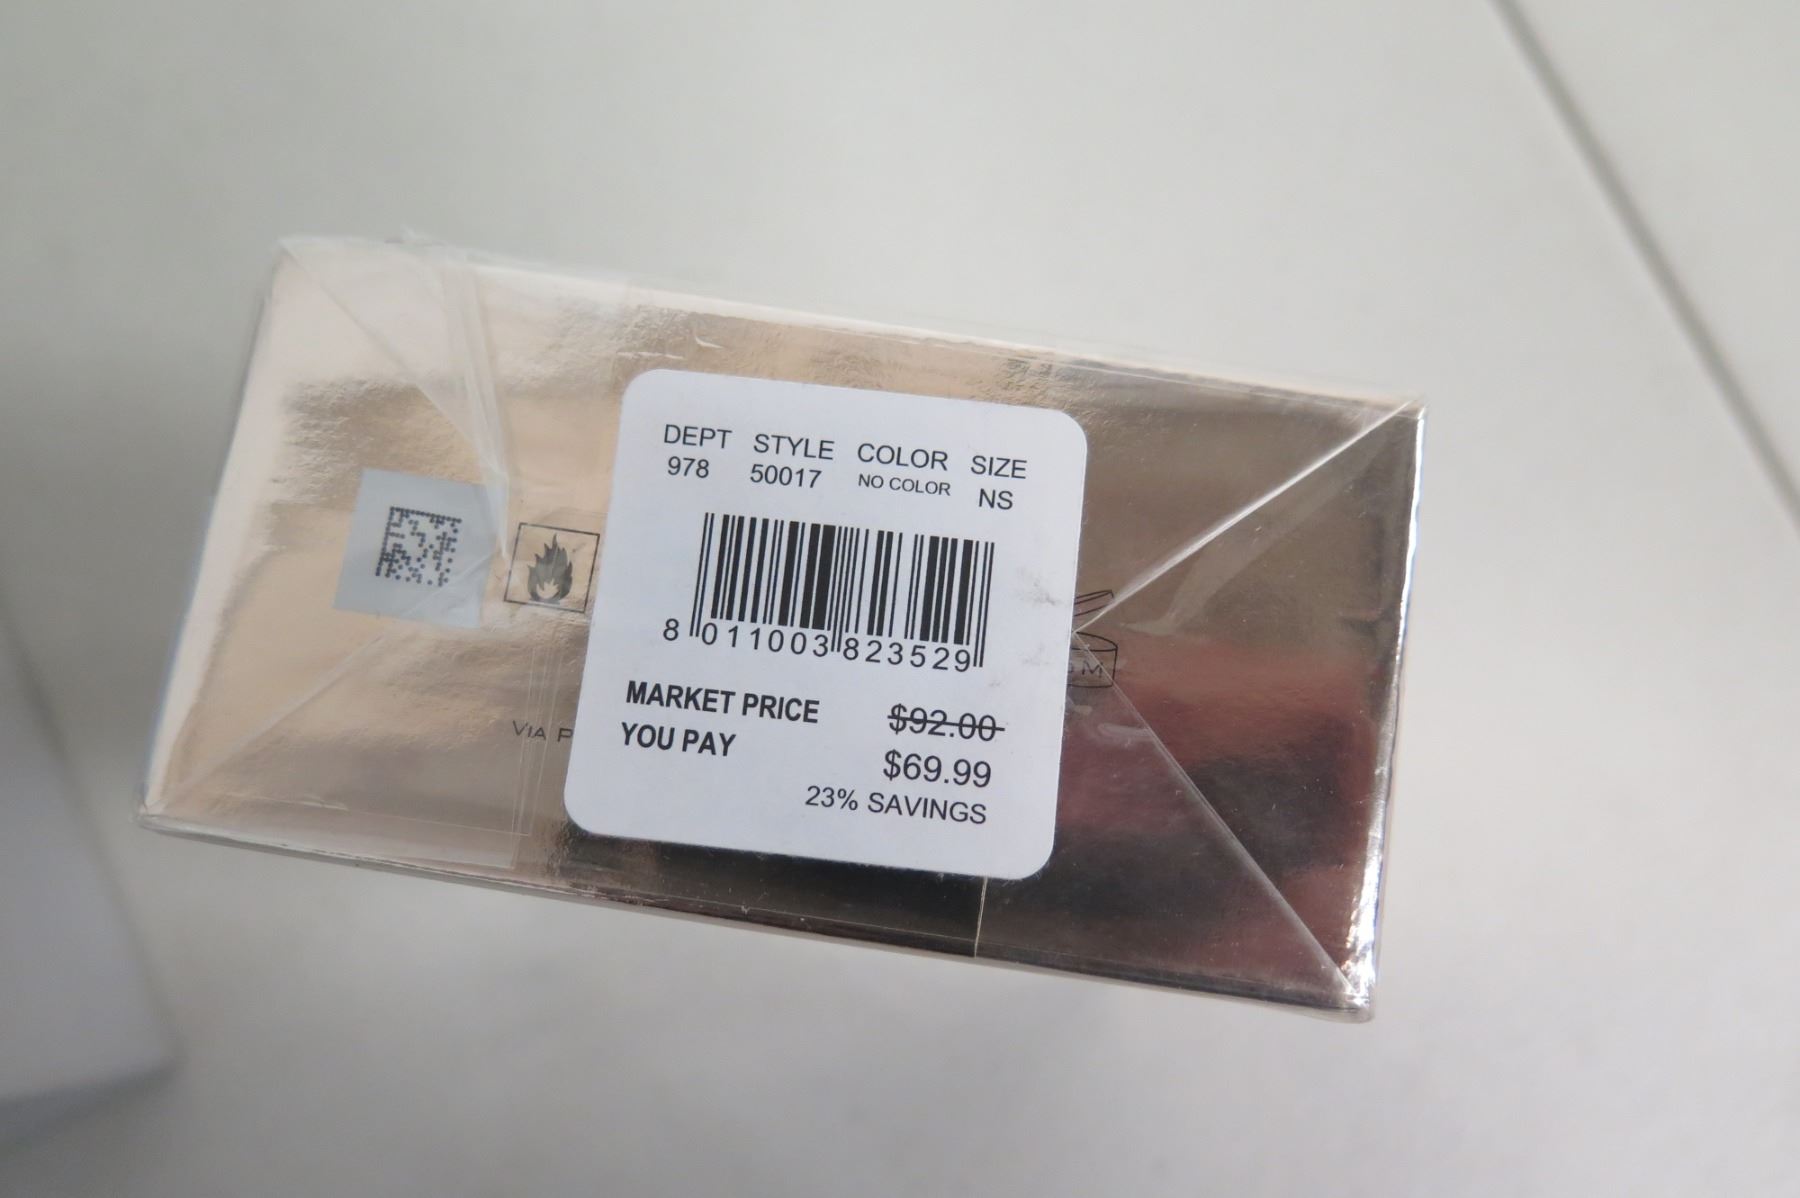 DEPT STYLE COLOR SIZE
978 50017 NO COLOR NS
8 011003 823529
MARKET PRICE $92.00
YOU PAY $69.99
23% SAVINGS
VIA